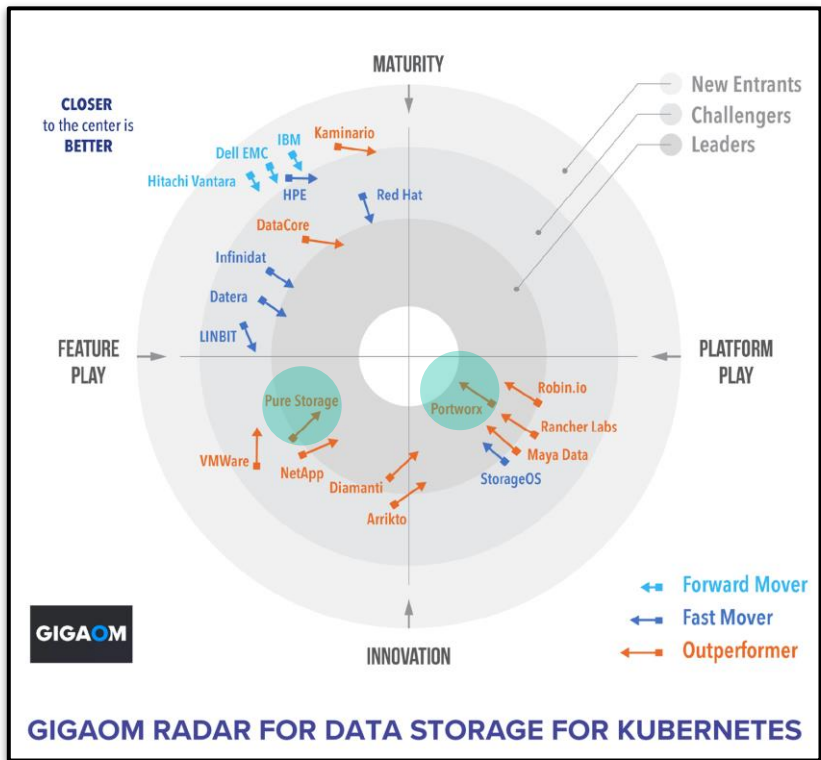 MATURITY
New Entrants
Challengers
Leaders
CLOSER
to the center is
BETTER
Kaminario
IBM
Dell EMC
Hitachi Vantara
HPE
Red Hat
DataCore
Infinidat
Datera
LINBIT
FEATURE
PLAY
PLATFORM
PLAY
Pure Storage
Portworx
Robin.io
Rancher Labs
Maya Data
StorageOS
VMWare
NetApp
Diamanti
Arrikto
Forward Mover
Fast Mover
Outperformer
GIGAOM
INNOVATION
GIGAOM RADAR FOR DATA STORAGE FOR KUBERNETES